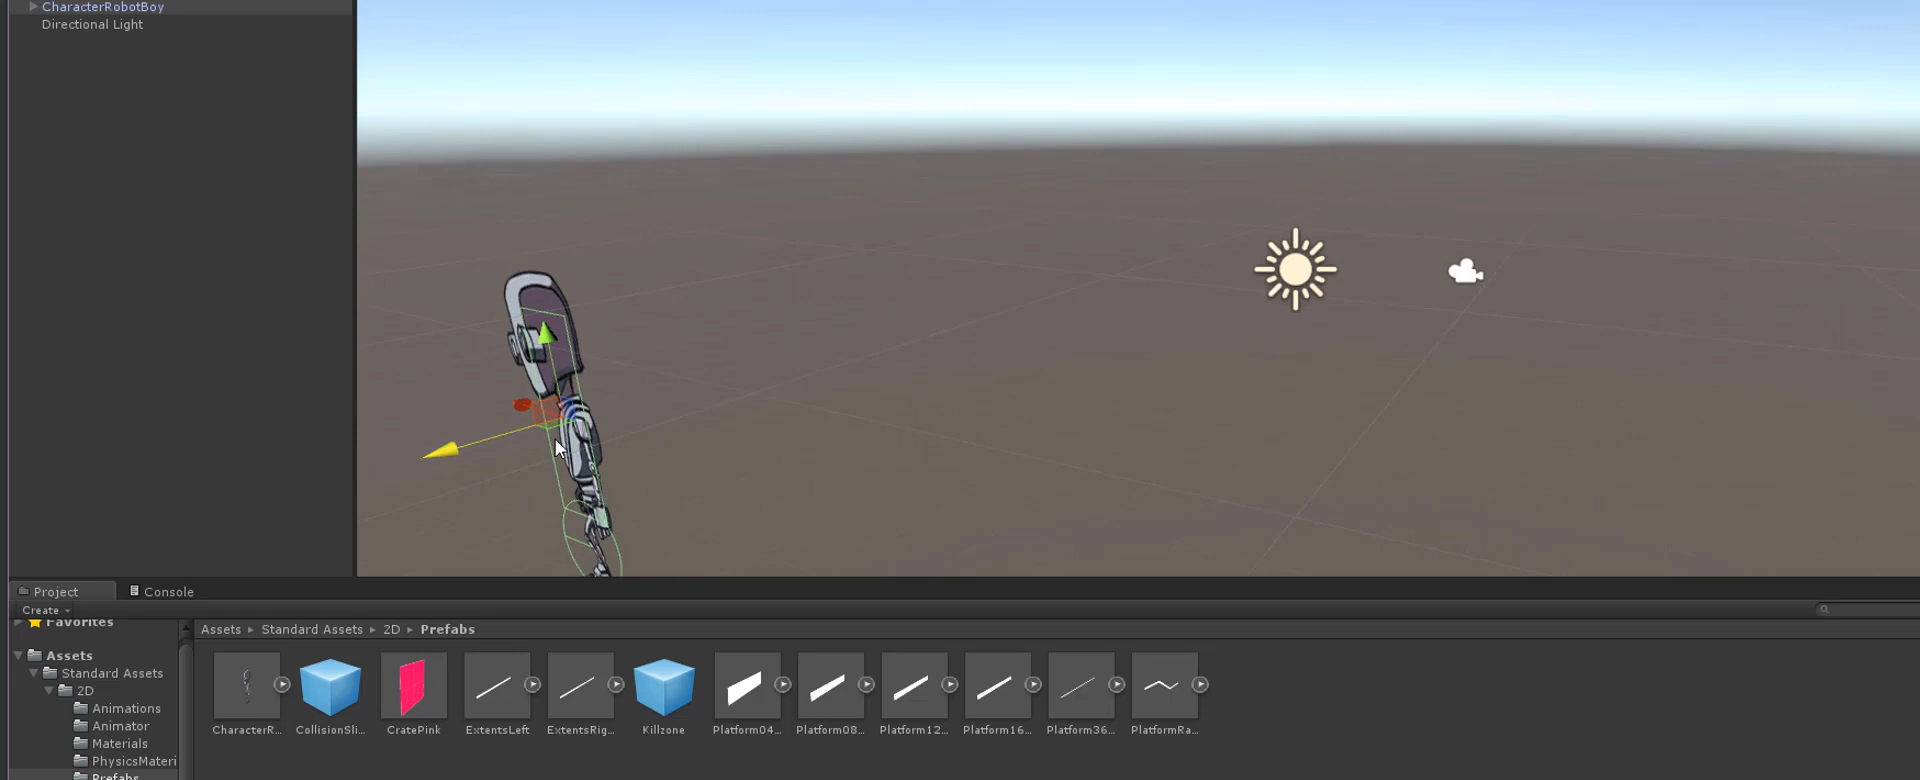 CharacterRobotBoy
Directional Light
Project
Console
Create
Favorites
Assets
Standard Assets
2D
Animations
Animator
Materials
PhysicsMateri
Prefabs
Assets Standard Assets 2D Prefabs
CharacterR... CollisionSli... CratePink ExtentsLeft ExtentsRig... Killzone Platform04... Platform08... Platform12... Platform16... Platform36... PlatformRa...